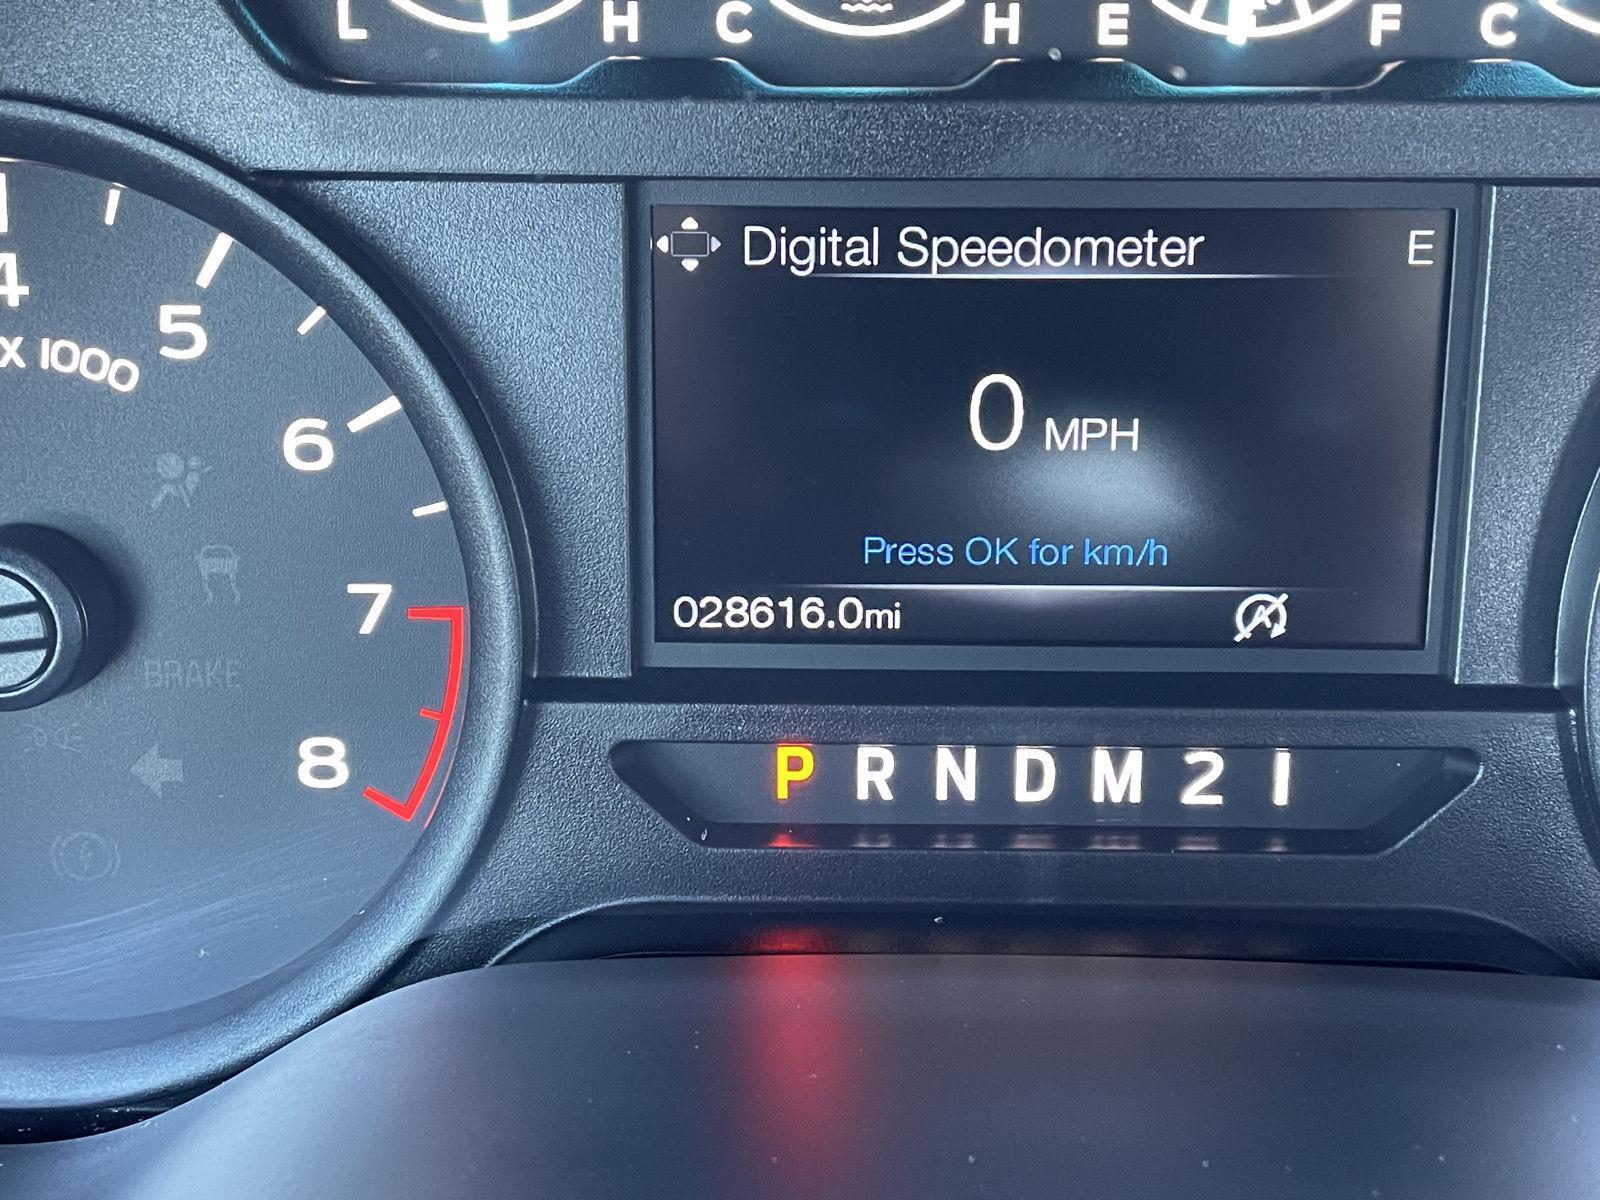 L H C H E F C
Digital Speedometer E
4
5
X 1000
6
0 MPH
Press OK for km/h
7
028616.0mi
BRAKE
8
P R N D M 2 1